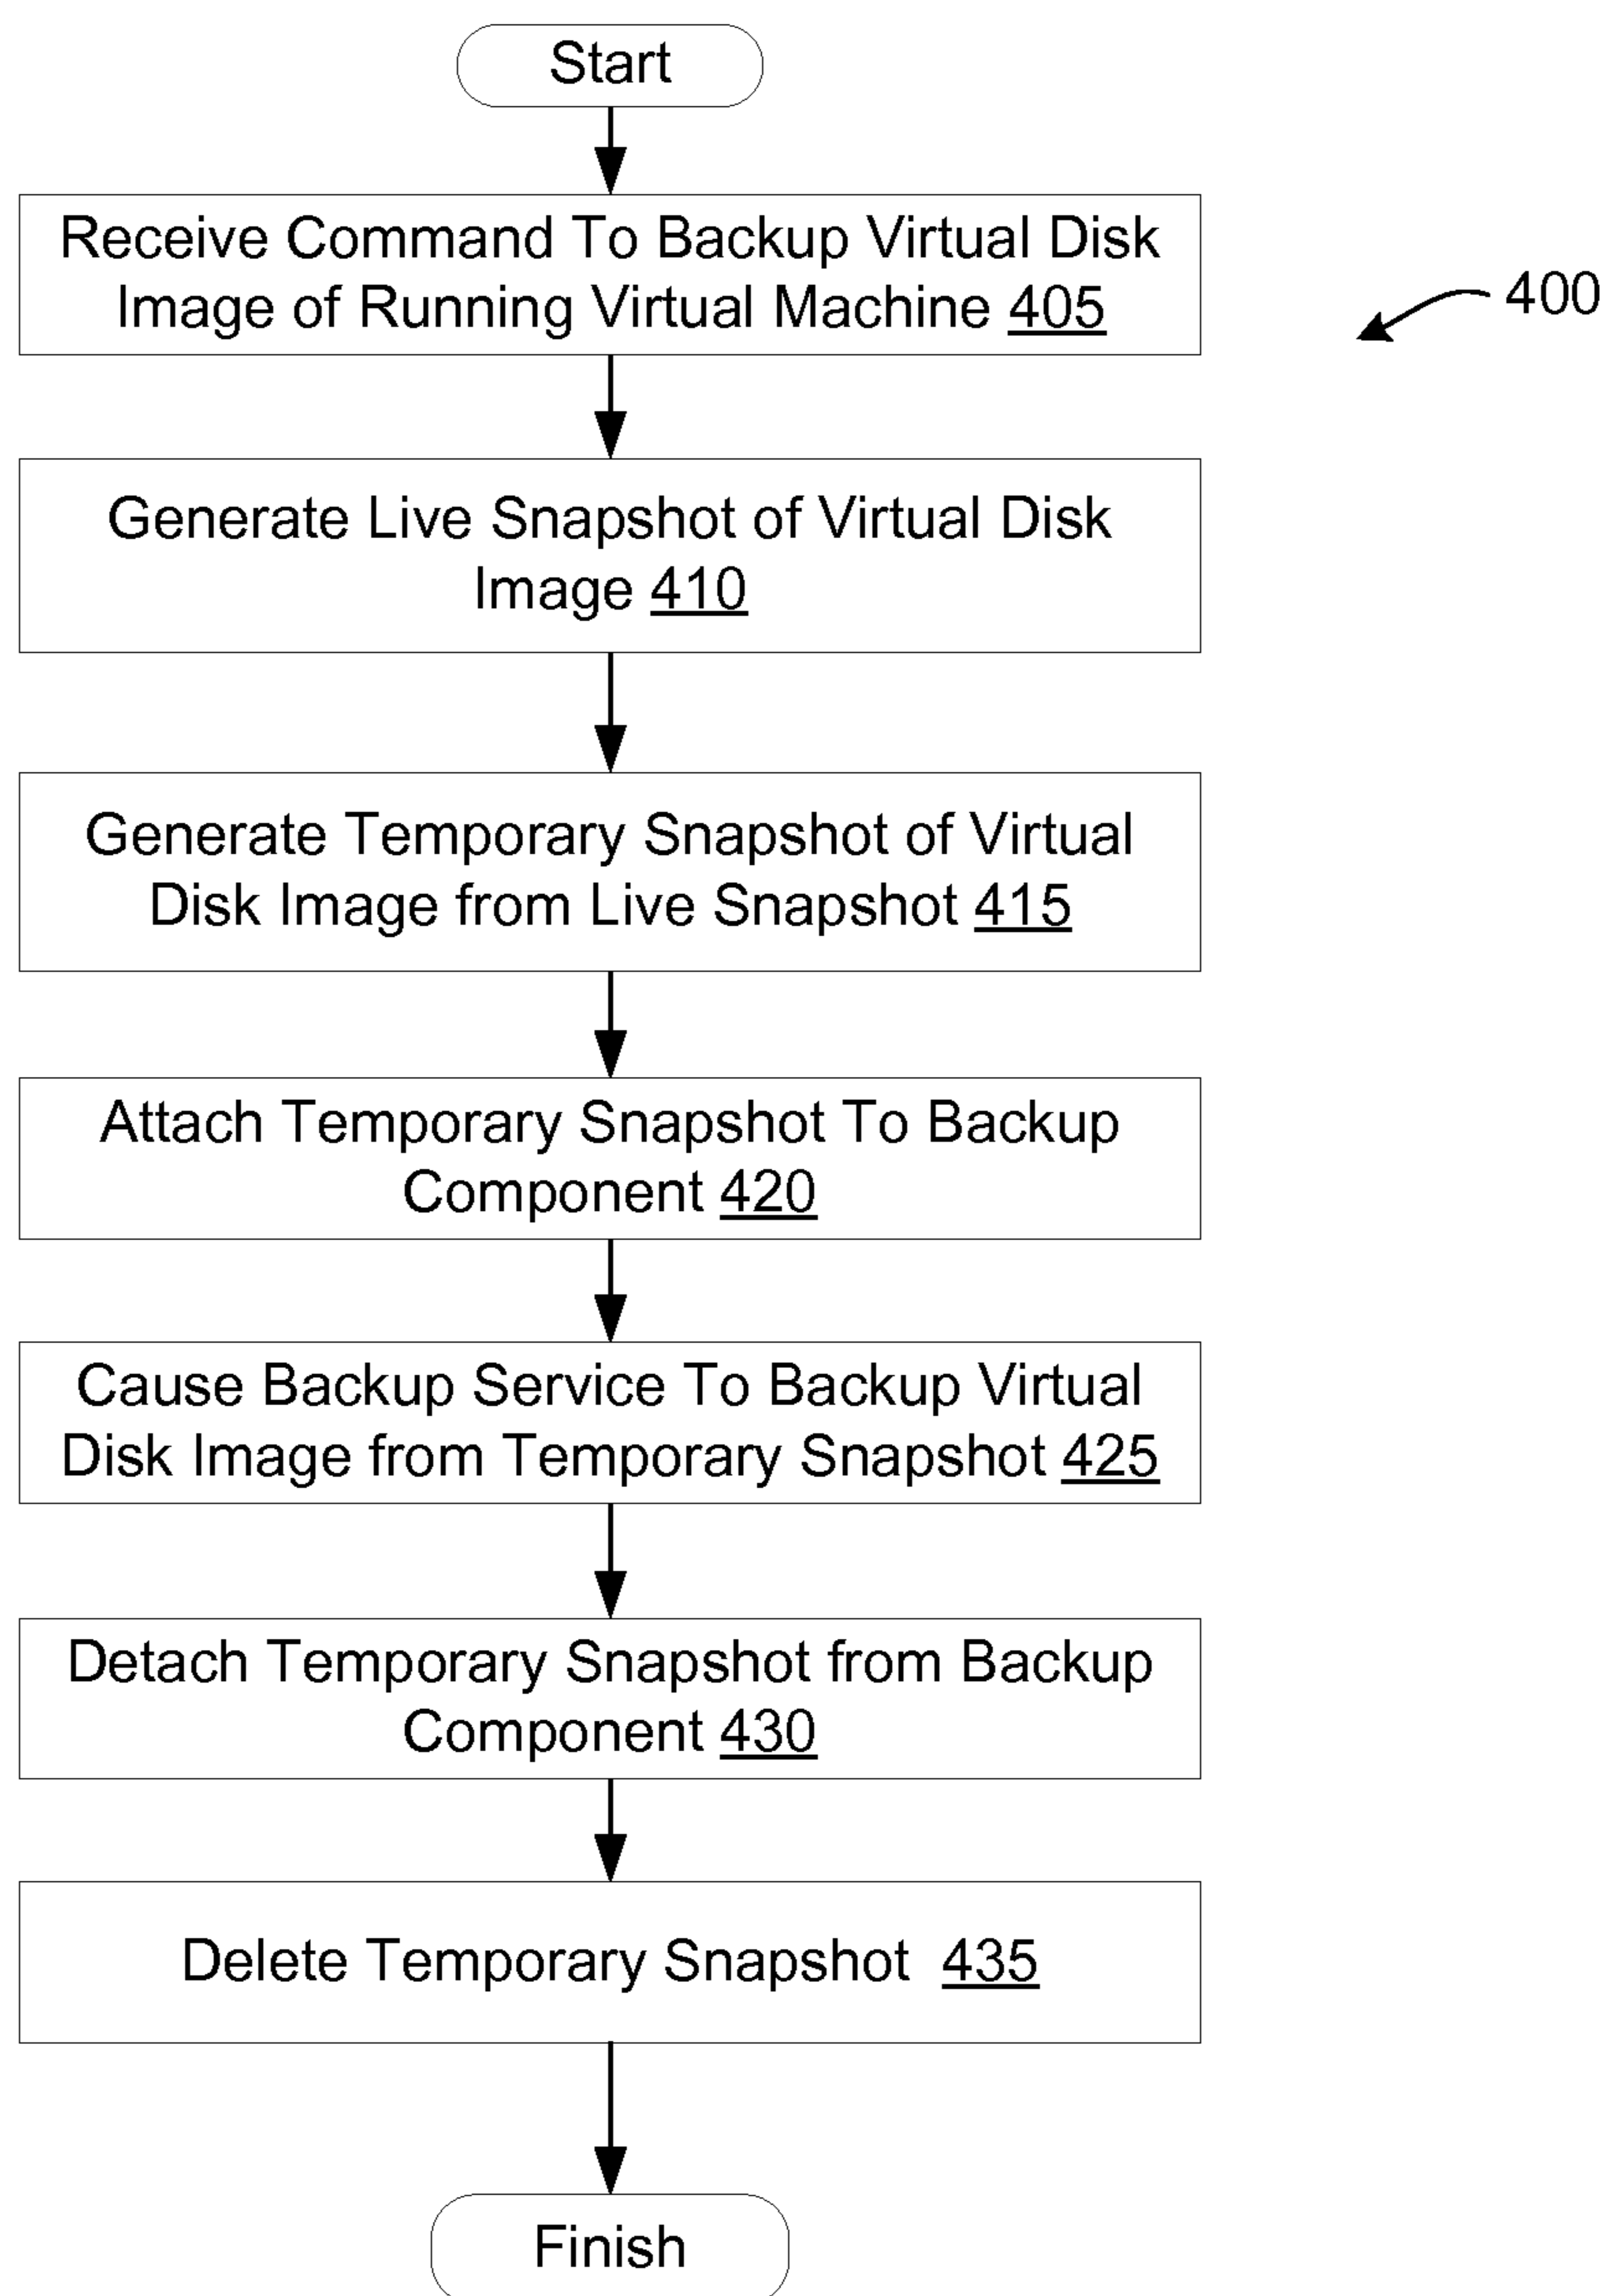 Start
Receive Command To Backup Virtual Disk
Image of Running Virtual Machine 405
400
Generate Live Snapshot of Virtual Disk
Image 410
Generate Temporary Snapshot of Virtual
Disk Image from Live Snapshot 415
Attach Temporary Snapshot To Backup
Component 420
Cause Backup Service To Backup Virtual
Disk Image from Temporary Snapshot 425
Detach Temporary Snapshot from Backup
Component 430
Delete Temporary Snapshot 435
Finish